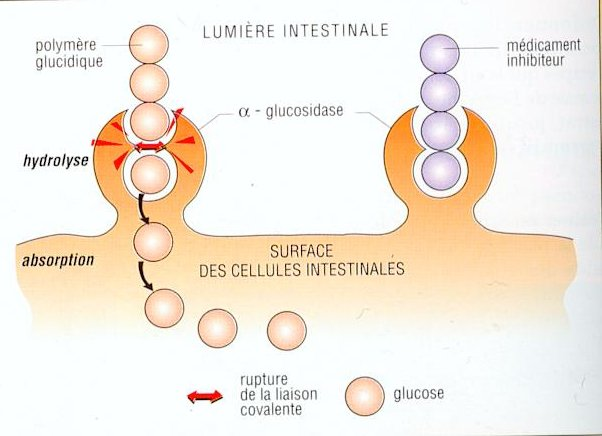 LUMIÈRE INTESTINALE
polymère
glucidique
médicament
inhibiteur
α - glucosidase
hydrolyse
absorption
SURFACE
DES CELLULES INTESTINALES
rupture
de la liaison
covalente
glucose